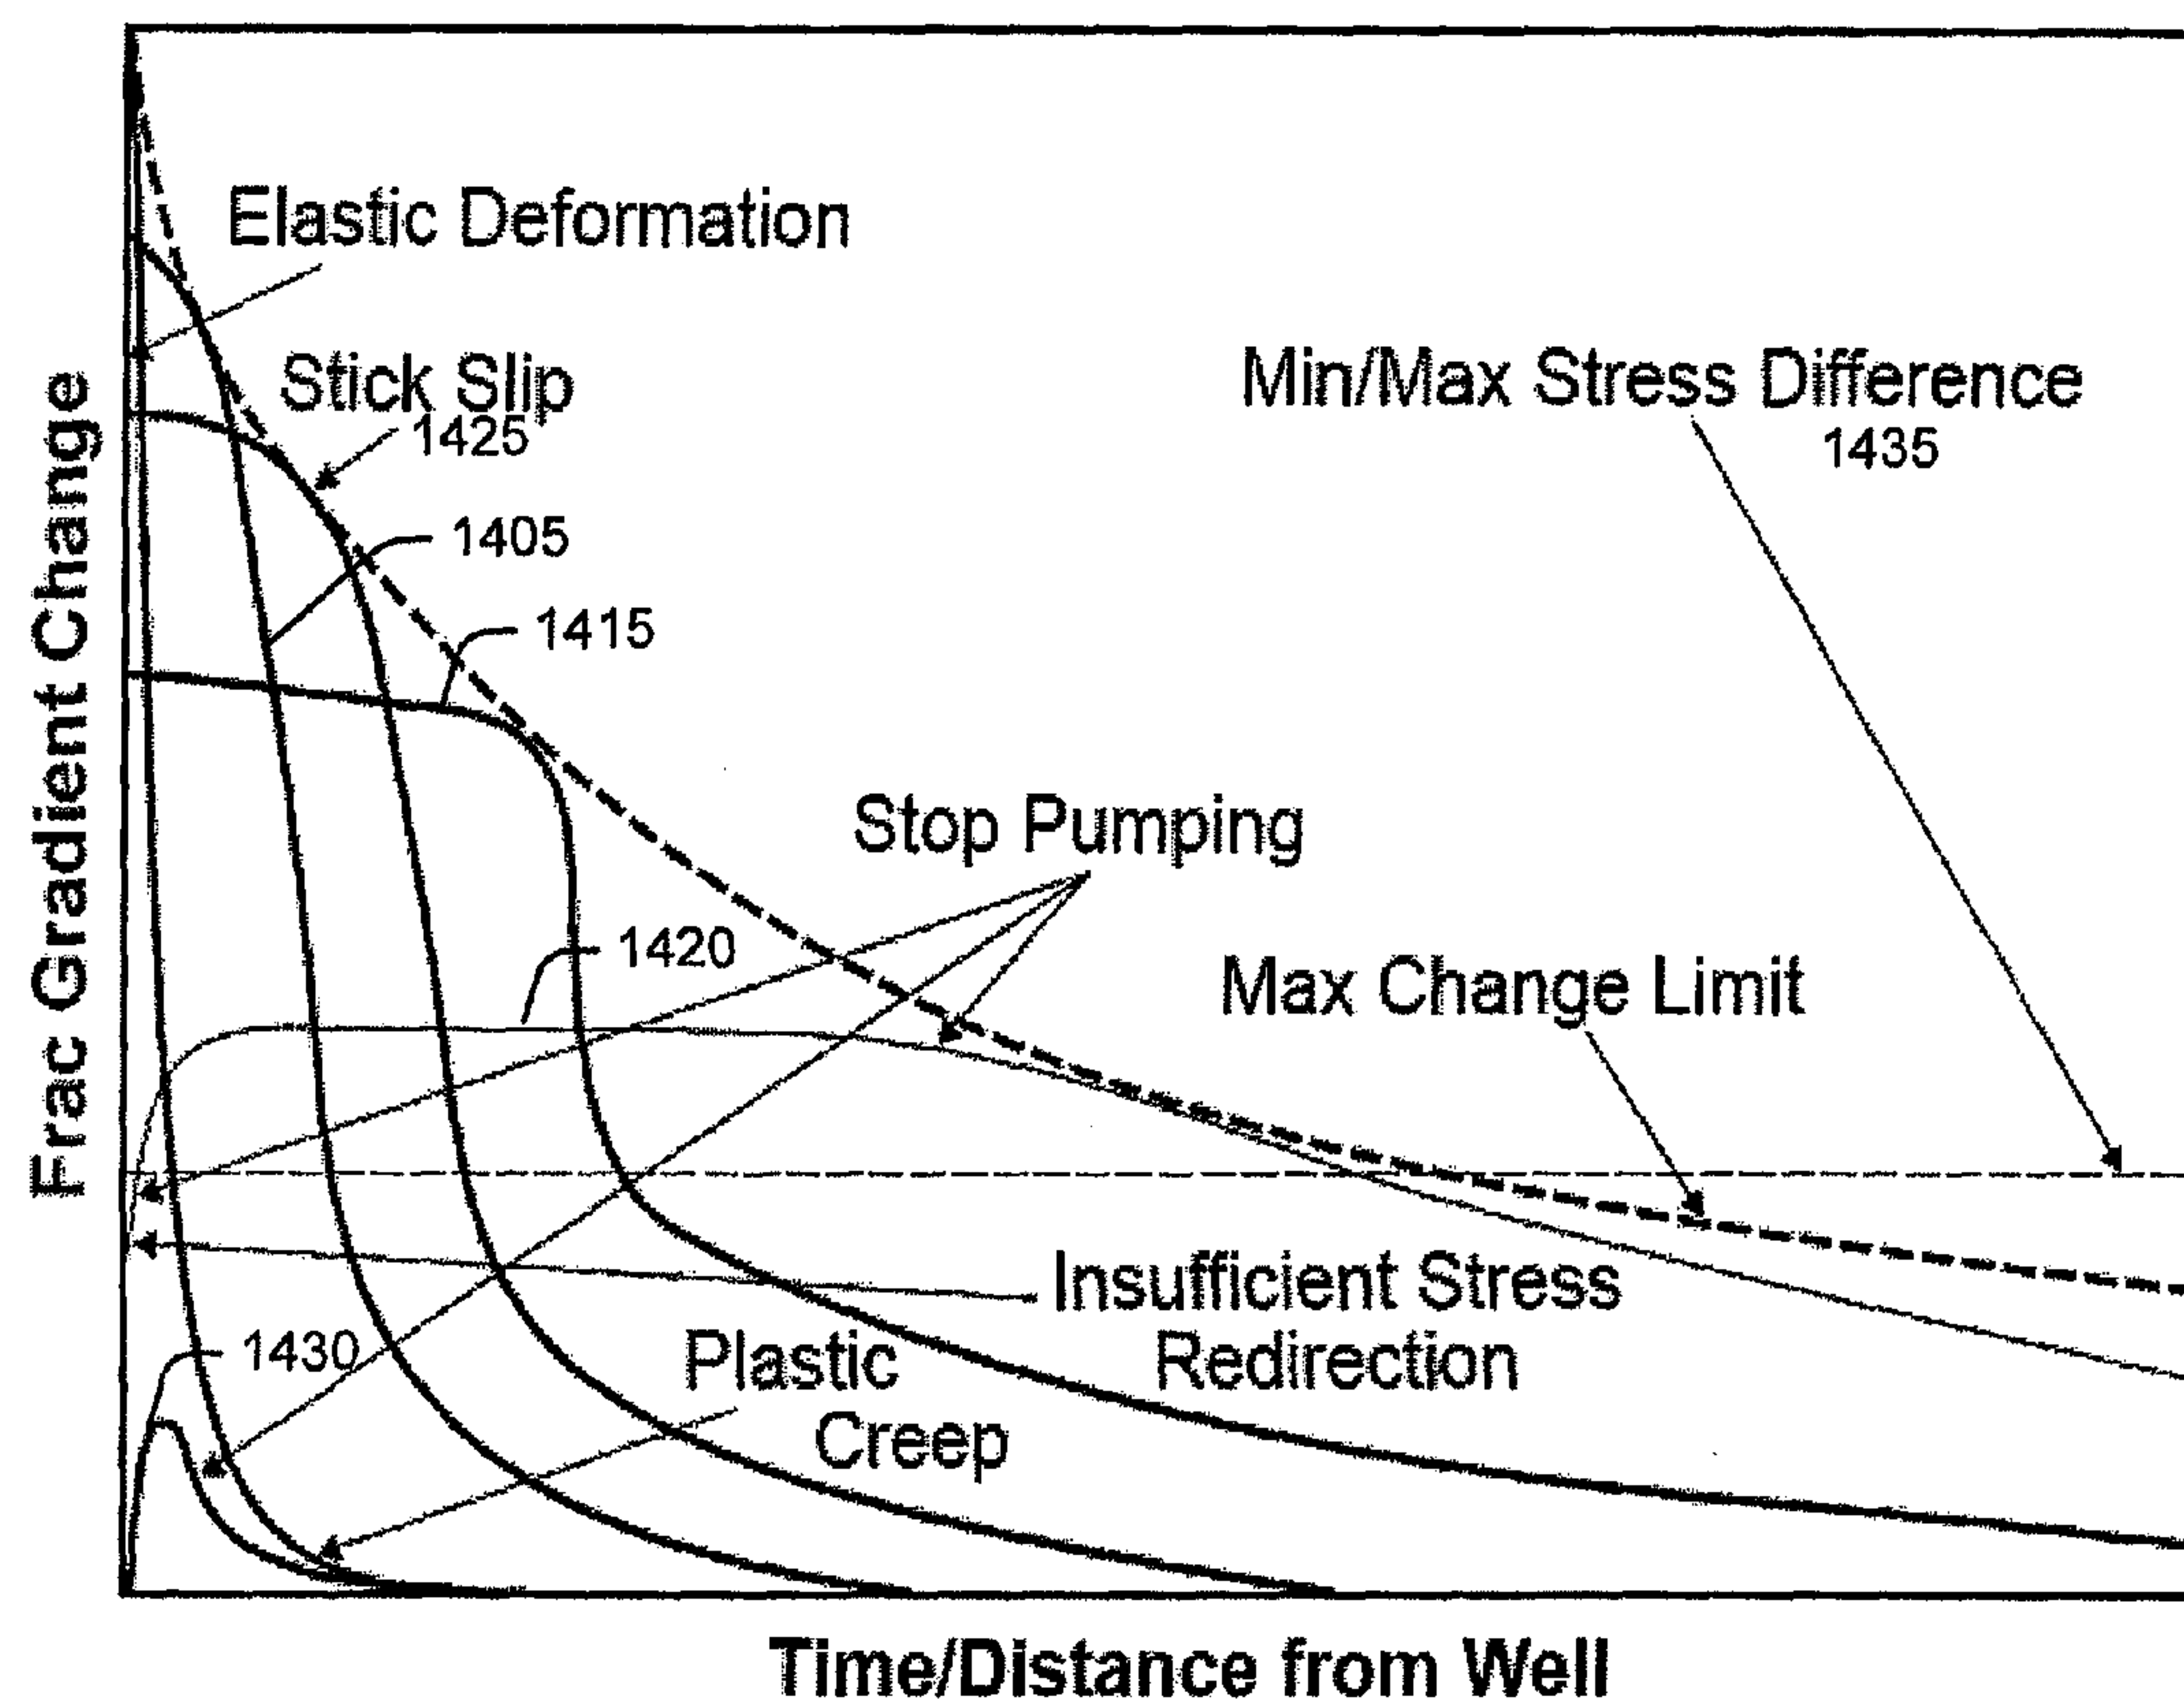 Elastic Deformation
Stick Slip
1425
Min/Max Stress Difference
1435
1405
1415
Stop Pumping
1420
Max Change Limit
Insufficient Stress
Redirection
1430
Plastic
Creep
Frac Gradient Change
Time/Distance from Well